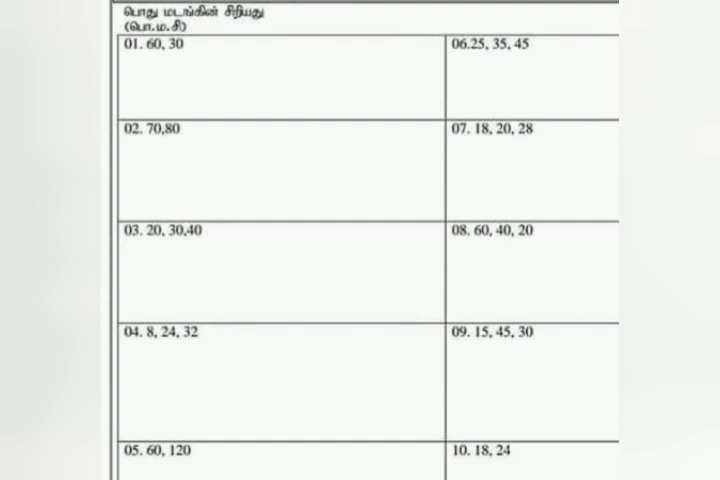 பொது மடங்கின் சிறியது
(பொ.ம.சி)
01. 60, 30
06.25, 35, 45
02. 70,80
07. 18, 20, 28
03. 20, 30,40
08. 60, 40, 20
04. 8, 24, 32
09. 15, 45, 30
05. 60, 120
10. 18, 24